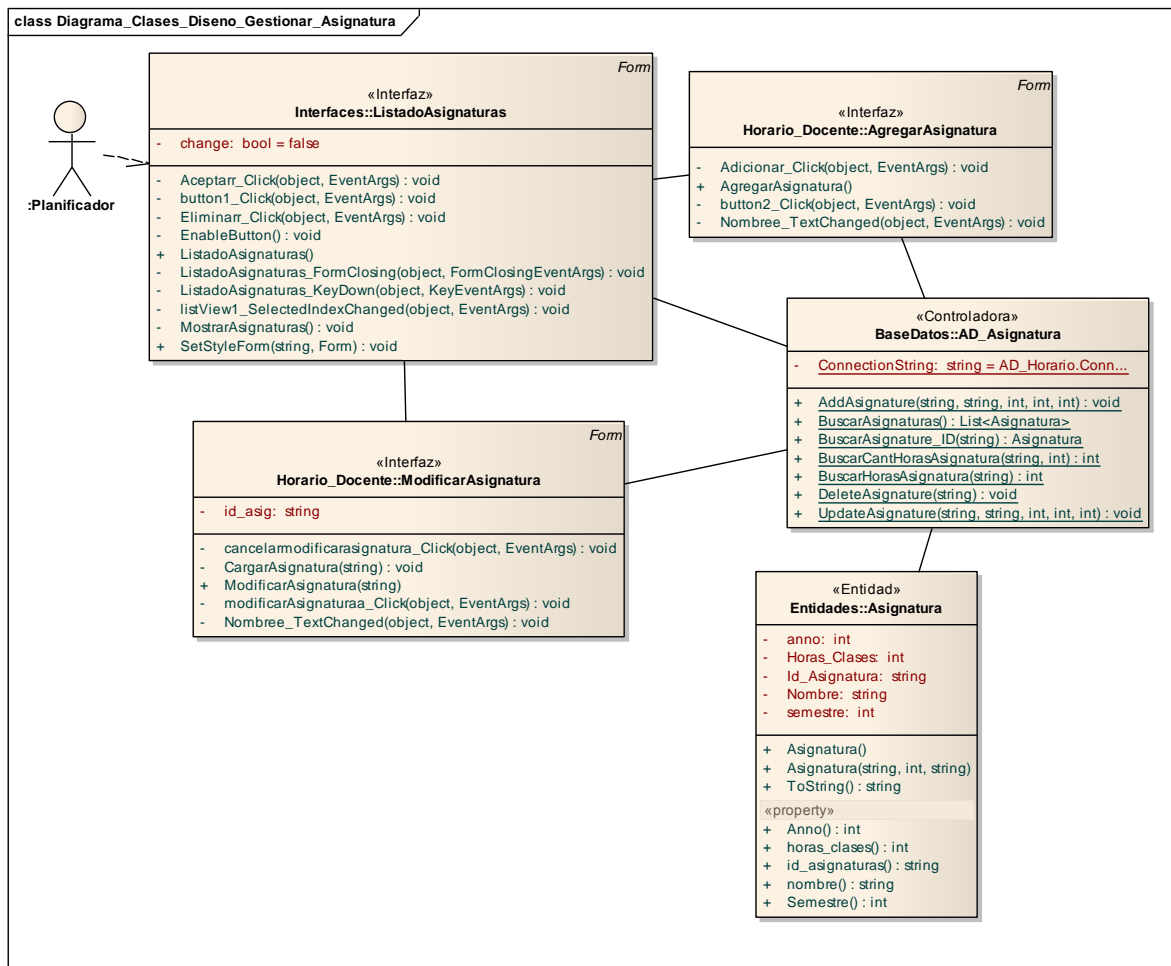 class Diagrama_Clases_Diseno_Gestionar_Asignatura
:Planificador
Form
«Interfaz»
Interfaces::ListadoAsignaturas
- change: bool = false
- Aceptarr_Click(object, EventArgs) : void
- button1_Click(object, EventArgs) : void
- Eliminarr_Click(object, EventArgs) : void
- EnableButton() : void
+ ListadoAsignaturas()
- ListadoAsignaturas_FormClosing(object, FormClosingEventArgs) : void
- ListadoAsignaturas_KeyDown(object, KeyEventArgs) : void
- listView1_SelectedIndexChanged(object, EventArgs) : void
- MostrarAsignaturas() : void
+ SetStyleForm(string, Form) : void
Form
«Interfaz»
Horario_Docente::AgregarAsignatura
- Adicionar_Click(object, EventArgs) : void
+ AgregarAsignatura()
- button2_Click(object, EventArgs) : void
- Nombree_TextChanged(object, EventArgs) : void
«Controladora»
BaseDatos::AD_Asignatura
- ConnectionString: string = AD_Horario.Conn...
+ AddAsignature(string, string, int, int, int) : void
+ BuscarAsignaturas() : List<Asignatura>
+ BuscarAsignature_ID(string) : Asignatura
+ BuscarCantHorasAsignatura(string, int) : int
+ BuscarHorasAsignatura(string) : int
+ DeleteAsignature(string) : void
+ UpdateAsignature(string, string, int, int, int) : void
Form
«Interfaz»
Horario_Docente::ModificarAsignatura
- id_asig: string
- cancelarmodificarasignatura_Click(object, EventArgs) : void
- CargarAsignatura(string) : void
+ ModificarAsignatura(string)
- modificarAsignaturaa_Click(object, EventArgs) : void
- Nombree_TextChanged(object, EventArgs) : void
«Entidad»
Entidades::Asignatura
- anno: int
- Horas_Clases: int
- Id_Asignatura: string
- Nombre: string
- semestre: int
+ Asignatura()
+ Asignatura(string, int, string)
+ ToString() : string
«property»
+ Anno() : int
+ horas_clases() : int
+ id_asignaturas() : string
+ nombre() : string
+ Semestre() : int